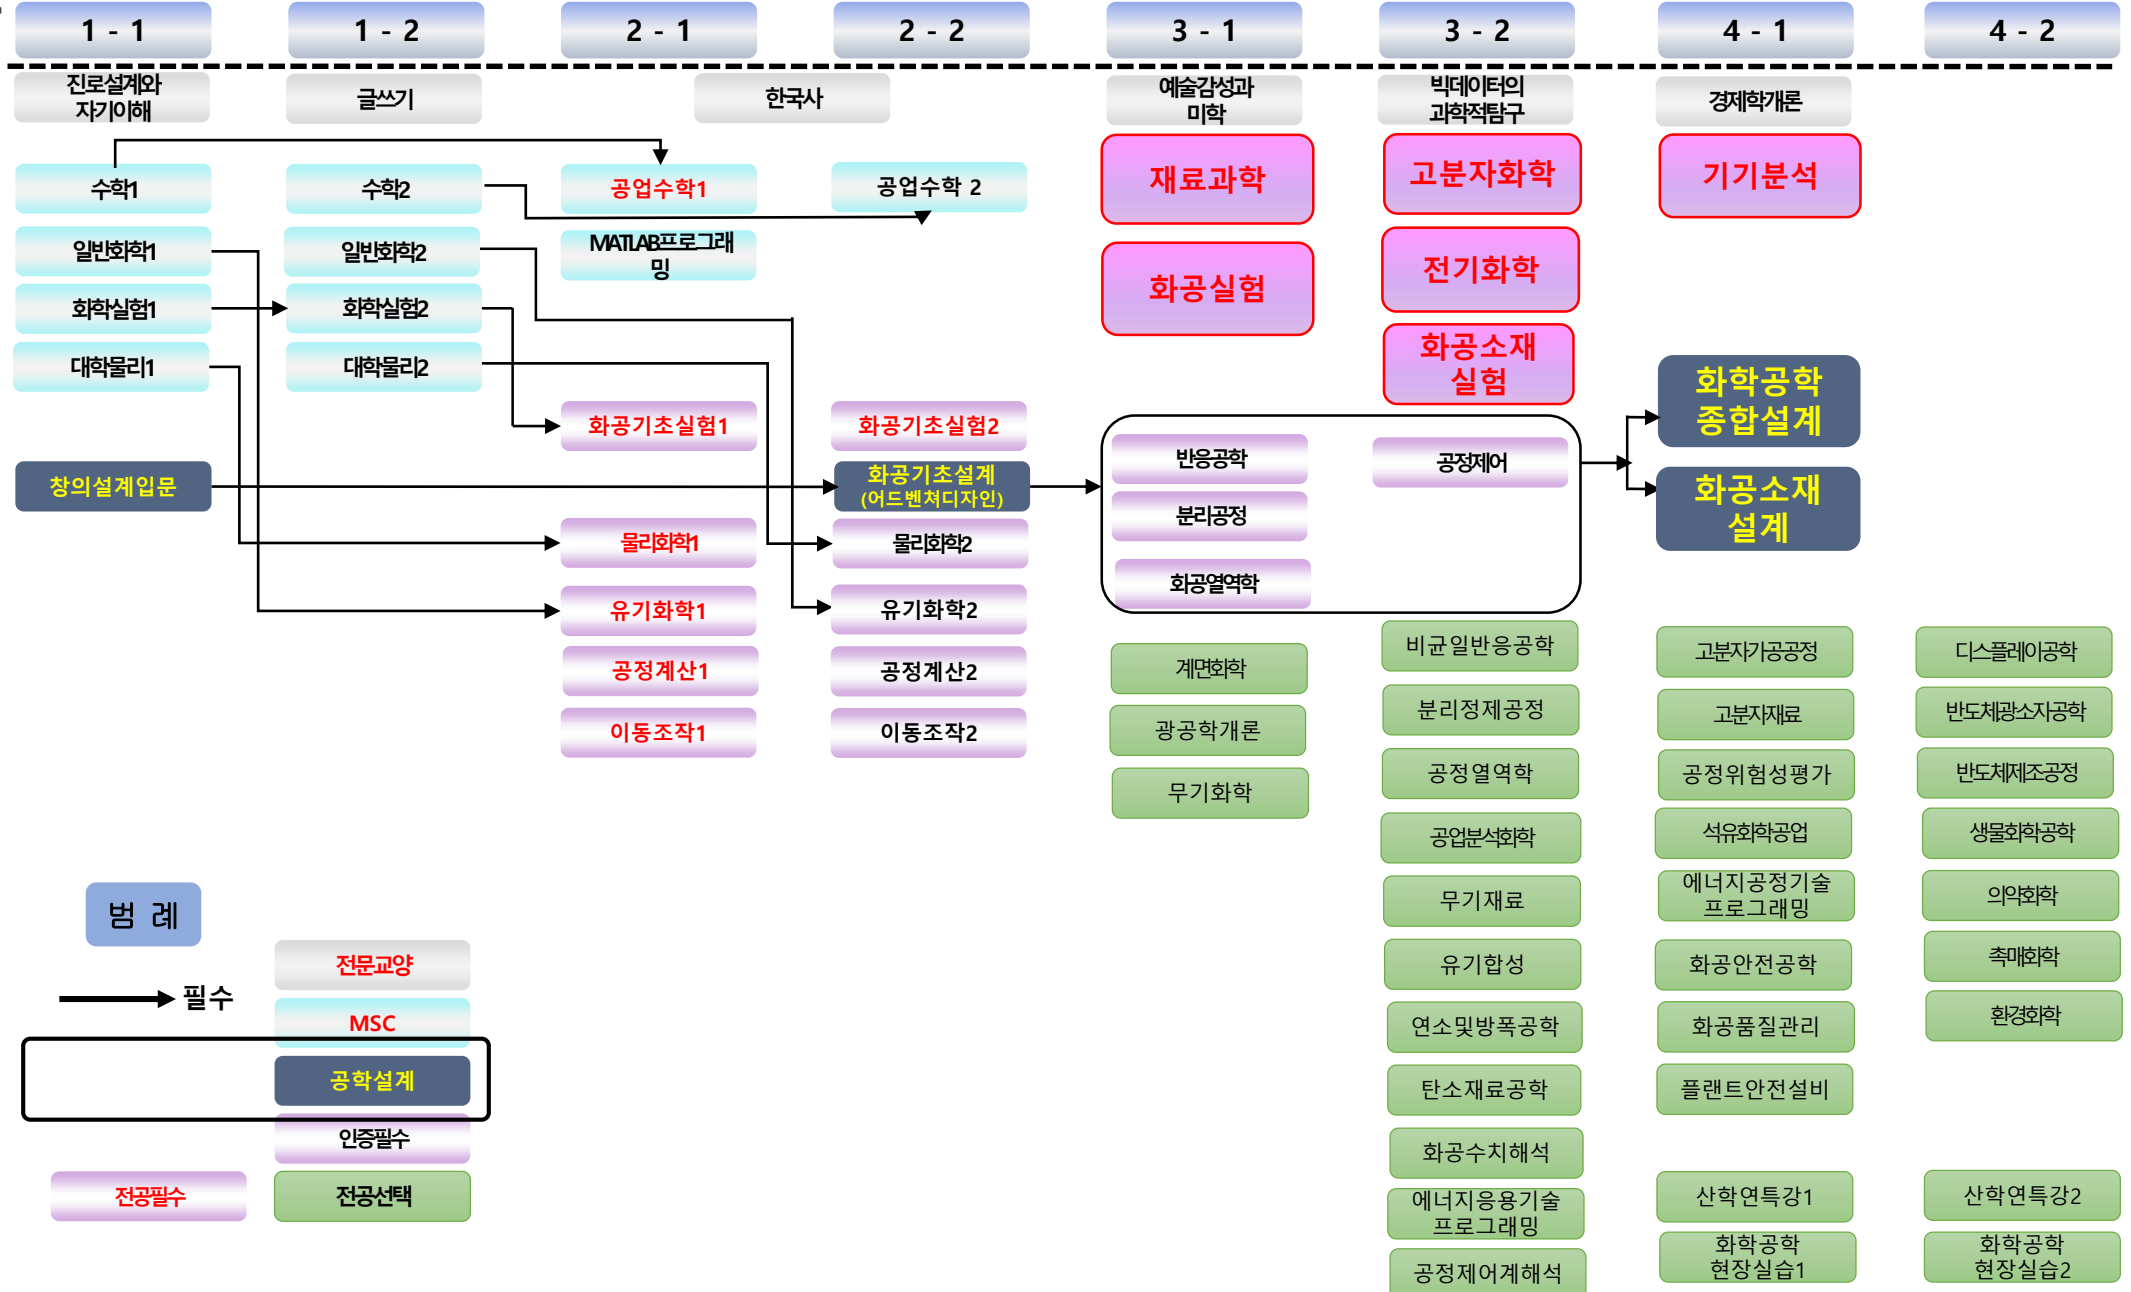 1 - 1
1 - 2
2 - 1
2 - 2
3 - 1
3 - 2
4 - 1
4 - 2
진로설계와
자기이해
글쓰기
한국사
예술감성과
미학
빅데이터의
과학적탐구
경제학개론
수학1
수학2
공업수학1
공업수학 2
재료과학
고분자화학
기기분석
일반화학1
일반화학2
MATLAB프로그래
밍
화공실험
전기화학
화학실험1
화학실험2
대학물리1
대학물리2
화공소재
실험
화학공학
종합설계
화공기초실험1
화공기초실험2
반응공학
공정제어
창의설계입문
화공기초설계
(어드벤쳐디자인)
분리공정
화공소재
설계
물리화학1
물리화학2
화공열역학
유기화학1
유기화학2
공정계산1
공정계산2
이동조작1
이동조작2
계면화학
광공학개론
무기화학
비균일반응공학
분리정제공정
공정열역학
공업분석화학
무기재료
유기합성
연소및방폭공학
탄소재료공학
화공수치해석
에너지응용기술
프로그래밍
공정제어계해석
고분자가공공정
고분자재료
공정위험성평가
석유화학공업
에너지공정기술
프로그래밍
화공안전공학
화공품질관리
플랜트안전설비
산학연특강1
화학공학
현장실습1
디스플레이공학
반도체광소자공학
반도체제조공정
생물화학공학
의약화학
촉매화학
환경화학
산학연특강2
화학공학
현장실습2
범 례
필수
전문교양
MSC
공학설계
인증필수
전공필수
전공선택